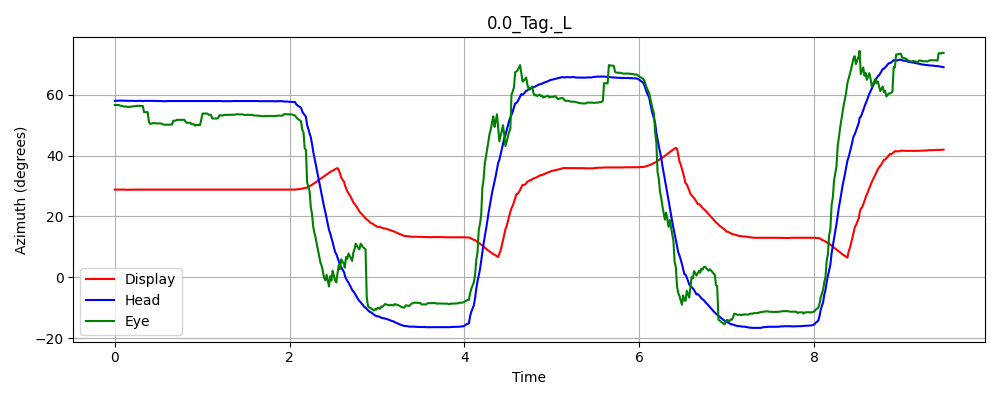 0.0_Tag._L
Azimuth (degrees)
60
40
20
0
−20
Display
Head
Eye
0 2 4 6 8
Time